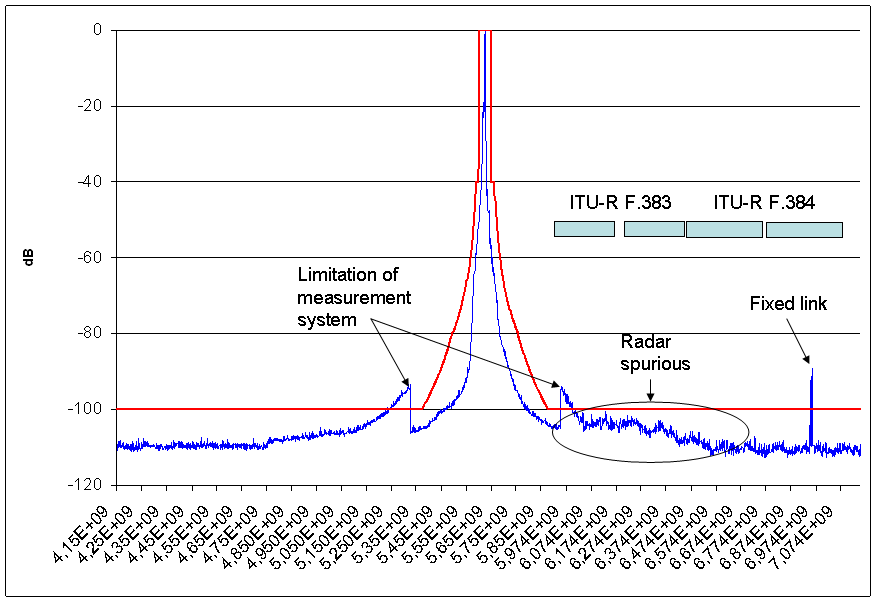 0
-20
-40
-60
-80
-100
-120
dB
ITU-R F.383
ITU-R F.384
Limitation of
measurement
system
Fixed link
Radar
spurious
4,15E+09
4,25E+09
4,35E+09
4,45E+09
4,55E+09
4,65E+09
4,75E+09
4,850E+09
4,950E+09
5,050E+09
5,150E+09
5,250E+09
5,35E+09
5,45E+09
5,55E+09
5,65E+09
5,75E+09
5,85E+09
5,974E+09
6,074E+09
6,174E+09
6,274E+09
6,374E+09
6,474E+09
6,574E+09
6,674E+09
6,774E+09
6,874E+09
6,974E+09
7,074E+09